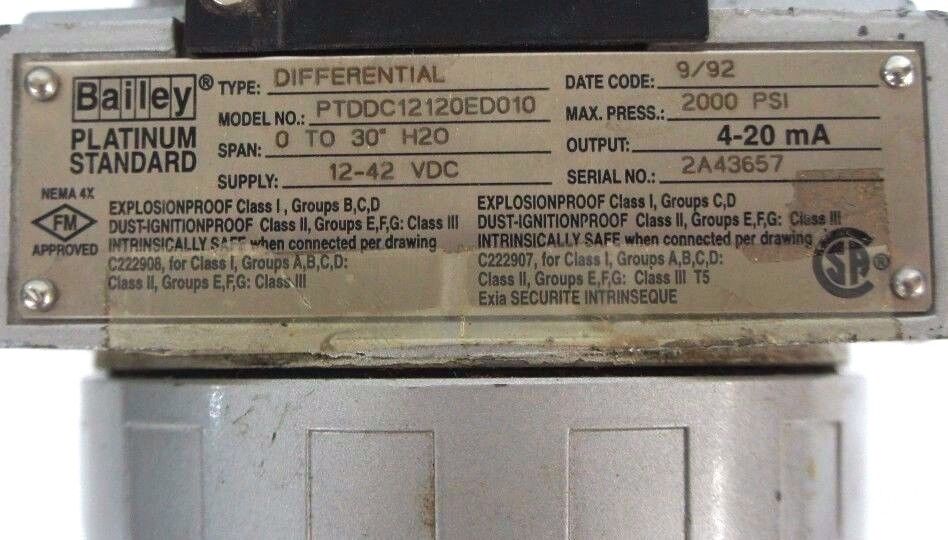 Bailey®
PLATINUM
STANDARD
TYPE: DIFFERENTIAL
MODEL NO.: PTDDC12120ED010
SPAN: 0 TO 30" H2O
SUPPLY: 12-42 VDC
DATE CODE: 9/92
MAX. PRESS.: 2000 PSI
OUTPUT: 4-20 mA
SERIAL NO.: 2A43657
NEMA 4X
FM
APPROVED
EXPLOSIONPROOF Class I, Groups B,C,D
DUST-IGNITIONPROOF Class II, Groups E,F,G: Class III
INTRINSICALLY SAFE when connected per drawing
C222908, for Class I, Groups A,B,C,D:
Class II, Groups E,F,G: Class III
EXPLOSIONPROOF Class I, Groups C,D
DUST-IGNITIONPROOF Class II, Groups E,F,G: Class III
INTRINSICALLY SAFE when connected per drawing
C222907, for Class I, Groups A,B,C,D:
Class II, Groups E,F,G: Class III T5
Exia SECURITE INTRINSEQUE
SA®